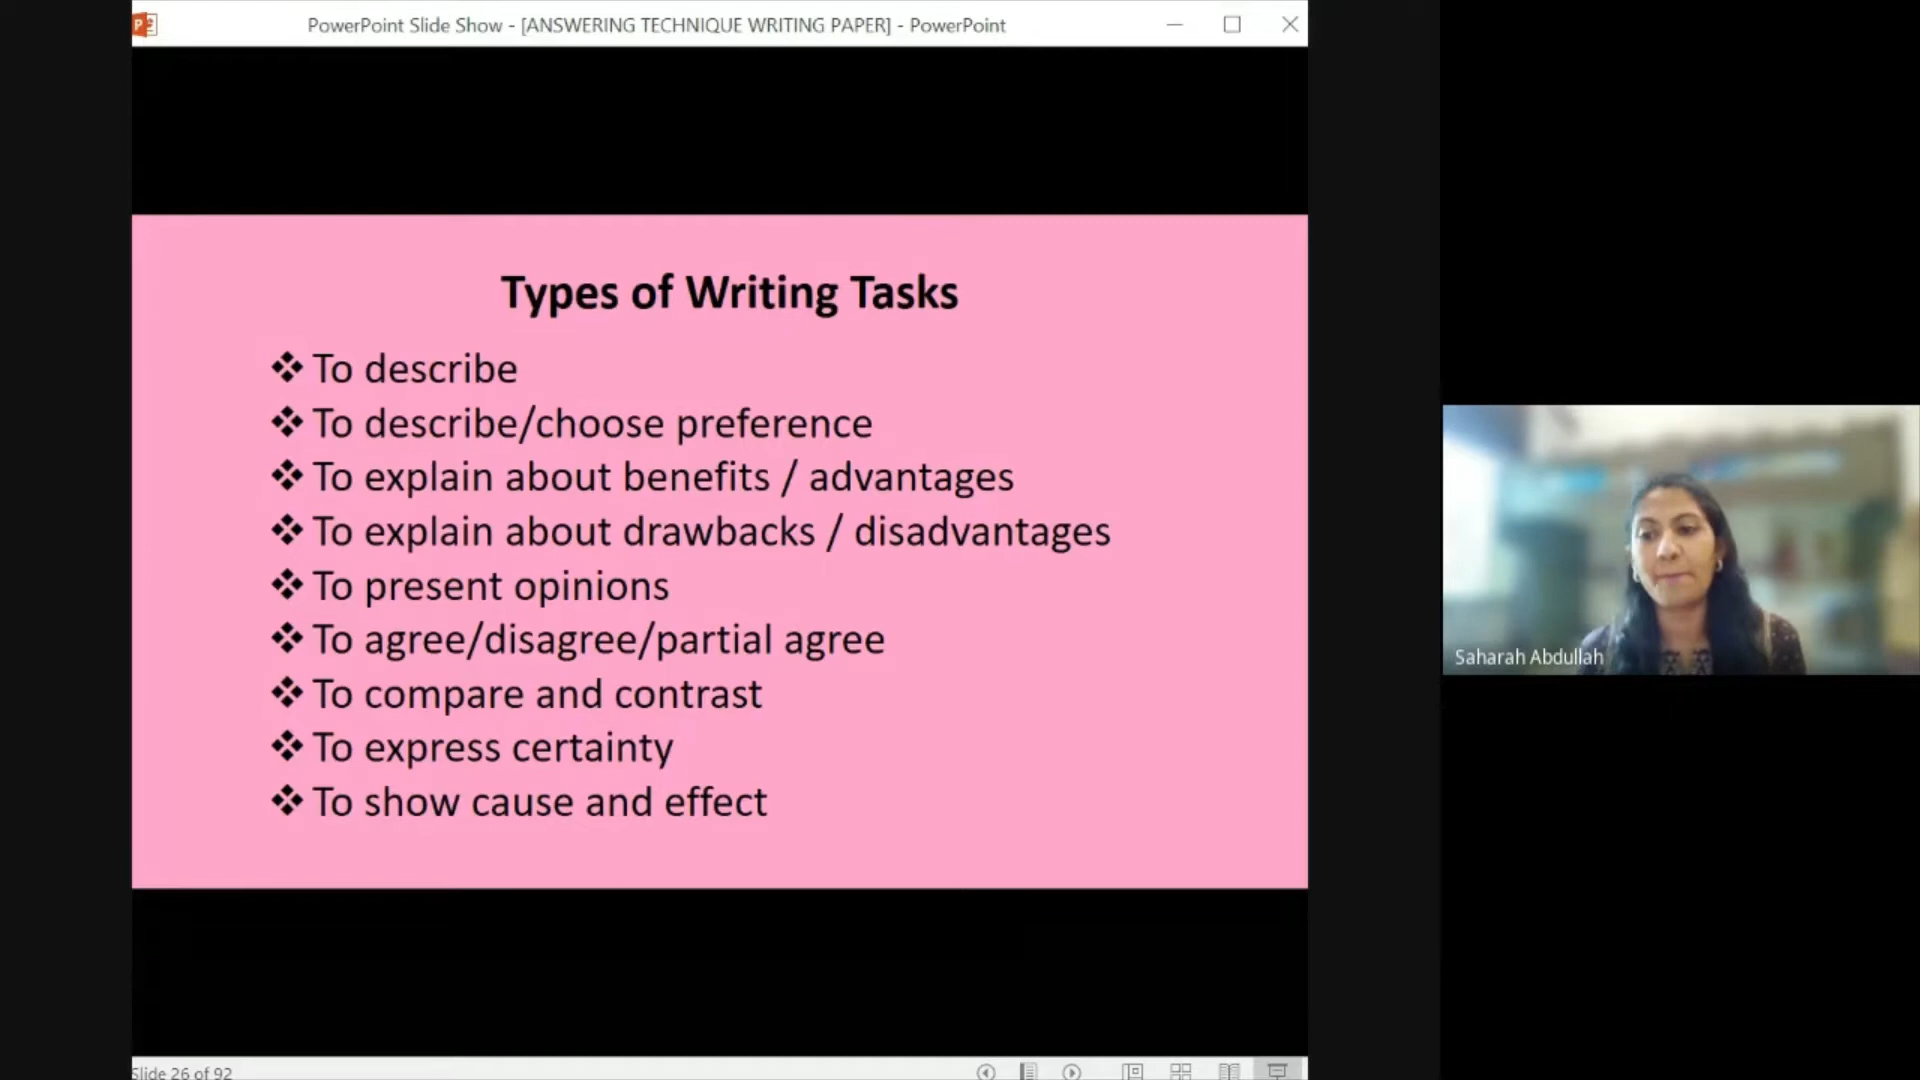 PowerPoint Slide Show - [ANSWERING TECHNIQUE WRITING PAPER] - PowerPoint
Types of Writing Tasks
❖ To describe
❖ To describe/choose preference
❖ To explain about benefits / advantages
❖ To explain about drawbacks / disadvantages
❖ To present opinions
❖ To agree/disagree/partial agree
❖ To compare and contrast
❖ To express certainty
❖ To show cause and effect
Saharah Abdullah
Slide 26 of 92